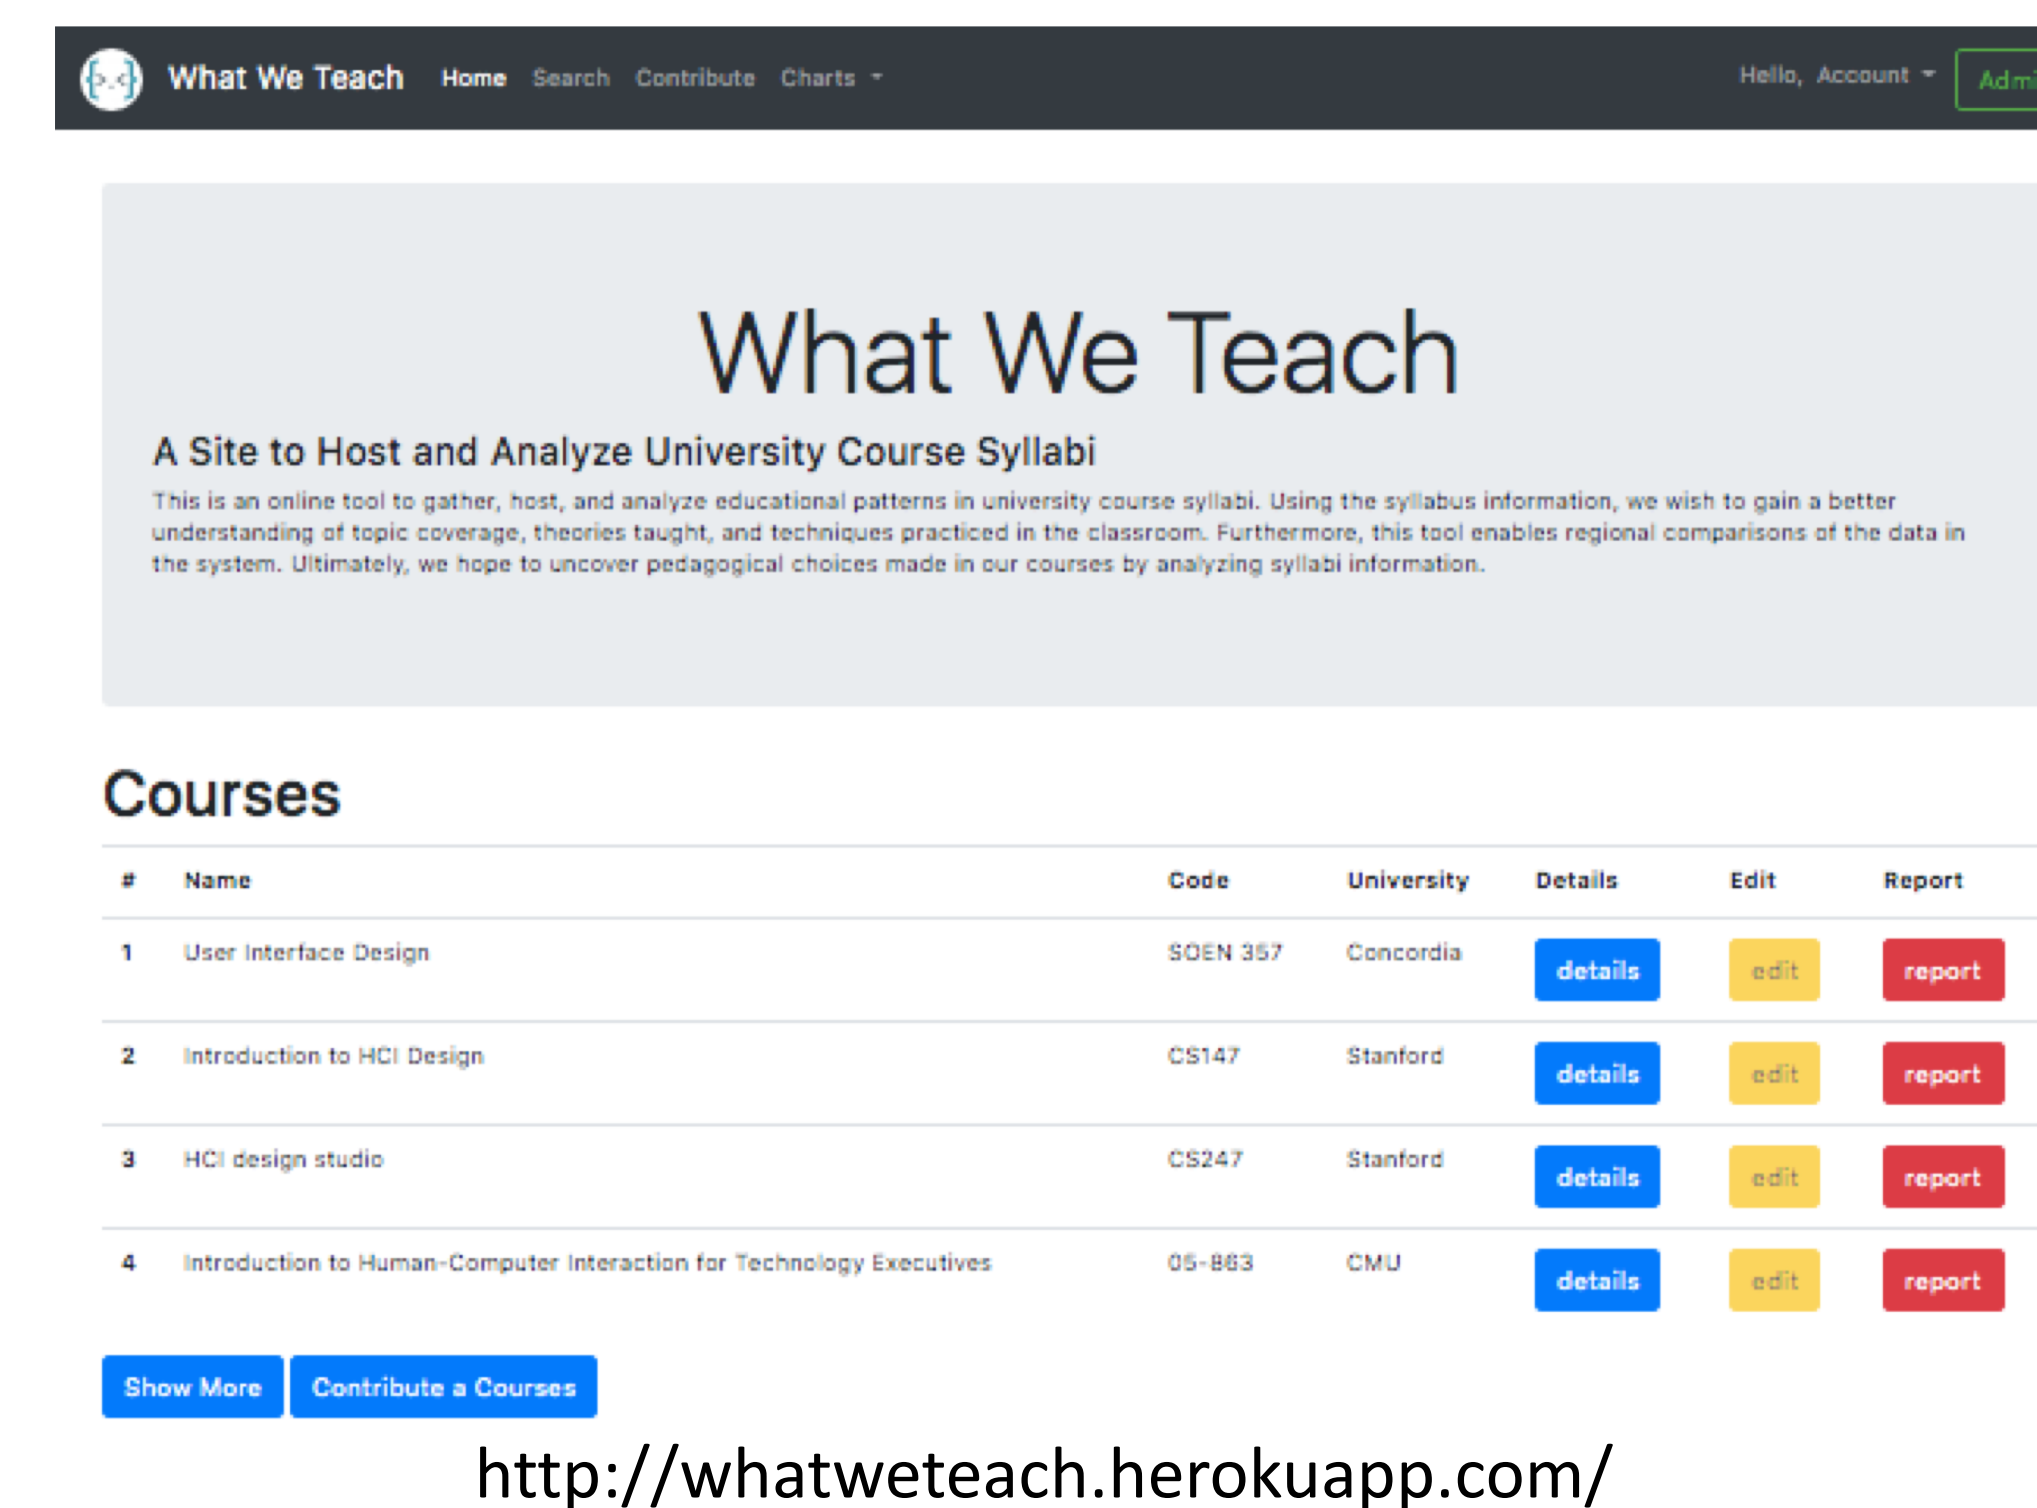 {>.<} What We Teach Home Search Contribute Charts Hello, Account Admi
What We Teach
A Site to Host and Analyze University Course Syllabi
This is an online tool to gather, host, and analyze educational patterns in university course syllabi. Using the syllabus information, we wish to gain a better
understanding of topic coverage, theories taught, and techniques practiced in the classroom. Furthermore, this tool enables regional comparisons of the data in
the system. Ultimately, we hope to uncover pedagogical choices made in our courses by analyzing syllabi information.
Courses
# Name Code University Details Edit Report
1 User Interface Design SOEN 357 Concordia details edit report
2 Introduction to HCI Design CS147 Stanford details edit report
3 HCI design studio CS247 Stanford details edit report
4 Introduction to Human-Computer Interaction for Technology Executives 05-863 CMU details edit report
Show More Contribute a Courses
http://whatweteach.herokuapp.com/